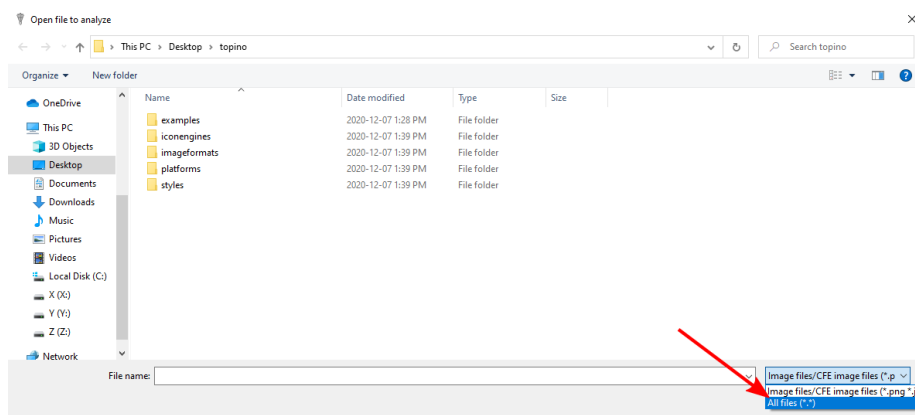 Open file to analyze
This PC > Desktop > topino
Search topino
Organize New folder
Name Date modified Type Size
OneDrive
This PC
3D Objects
Desktop
Documents
Downloads
Music
Pictures
Videos
Local Disk (C:)
X (X:)
Y (Y:)
Z (Z:)
Network
examples 2020-12-07 1:28 PM File folder
iconengines 2020-12-07 1:39 PM File folder
imageformats 2020-12-07 1:39 PM File folder
platforms 2020-12-07 1:39 PM File folder
styles 2020-12-07 1:39 PM File folder
File name:
Image files/CFE image files (*.p
Image files/CFE image files (*.png *.j
All files (*.*)